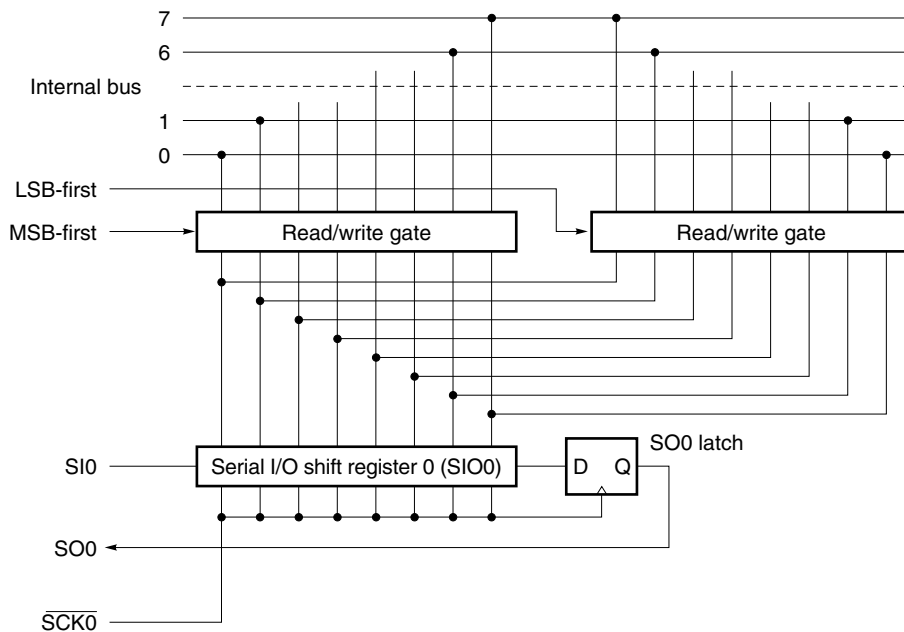 7
6
Internal bus
1
0
LSB-first
MSB-first
Read/write gate
Read/write gate
SO0 latch
SI0
Serial I/O shift register 0 (SIO0)
D
Q
SO0
SCK0